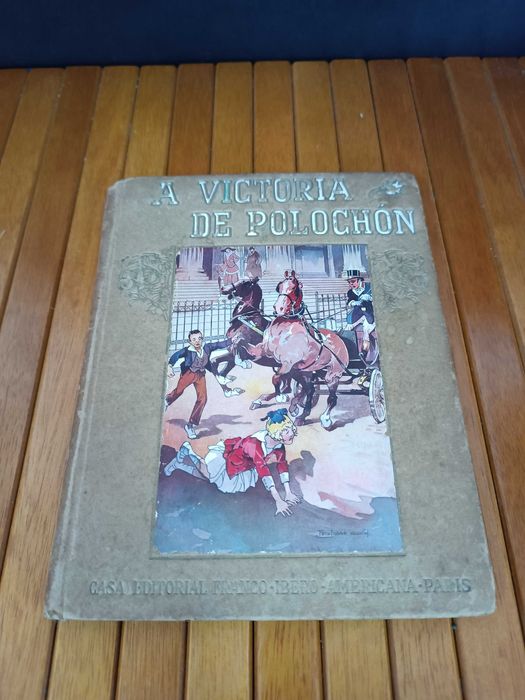 A VICTORIA
DE POLOCHÓN
CASA EDITORIAL FRANCO-IBERO-AMERICANA-PARIS